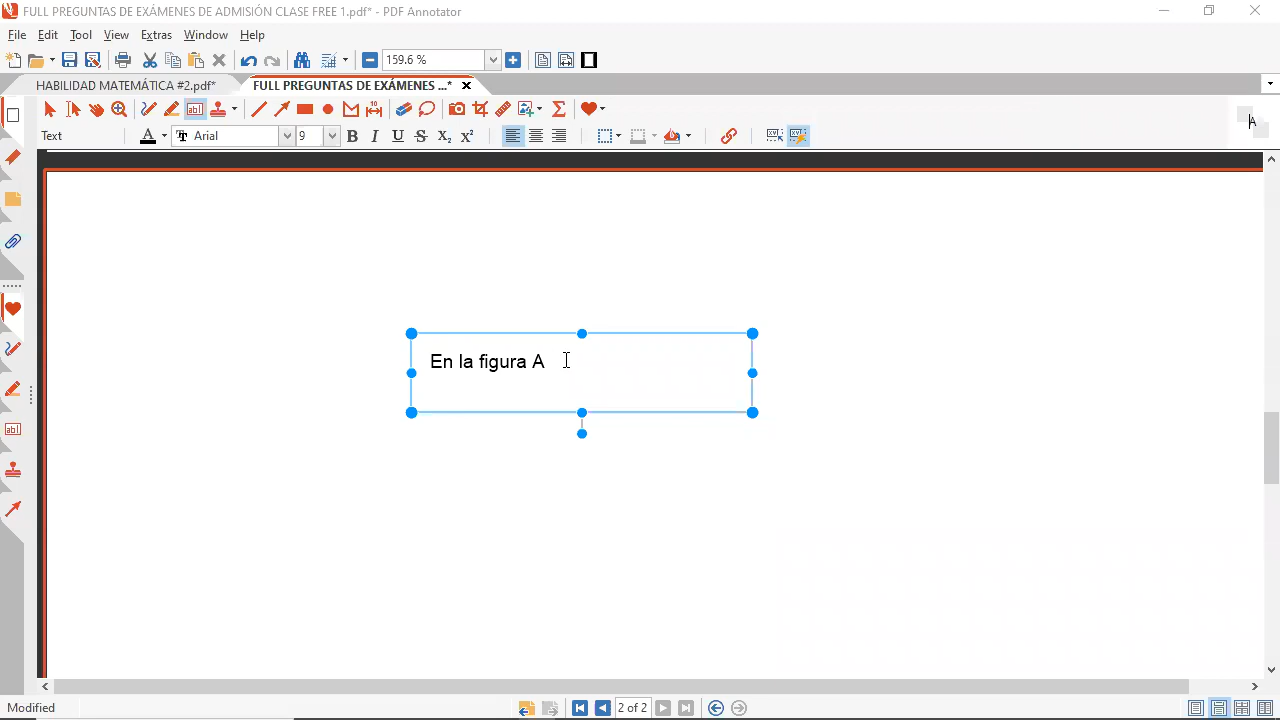 FULL PREGUNTAS DE EXÁMENES DE ADMISIÓN CLASE FREE 1.pdf* - PDF Annotator
File Edit Tool View Extras Window Help
159.6 %
HABILIDAD MATEMÁTICA #2.pdf*
FULL PREGUNTAS DE EXÁMENES ...*
Text
A
Arial
9
B I U S X₂ X²
A
En la figura A
Modified
2 of 2